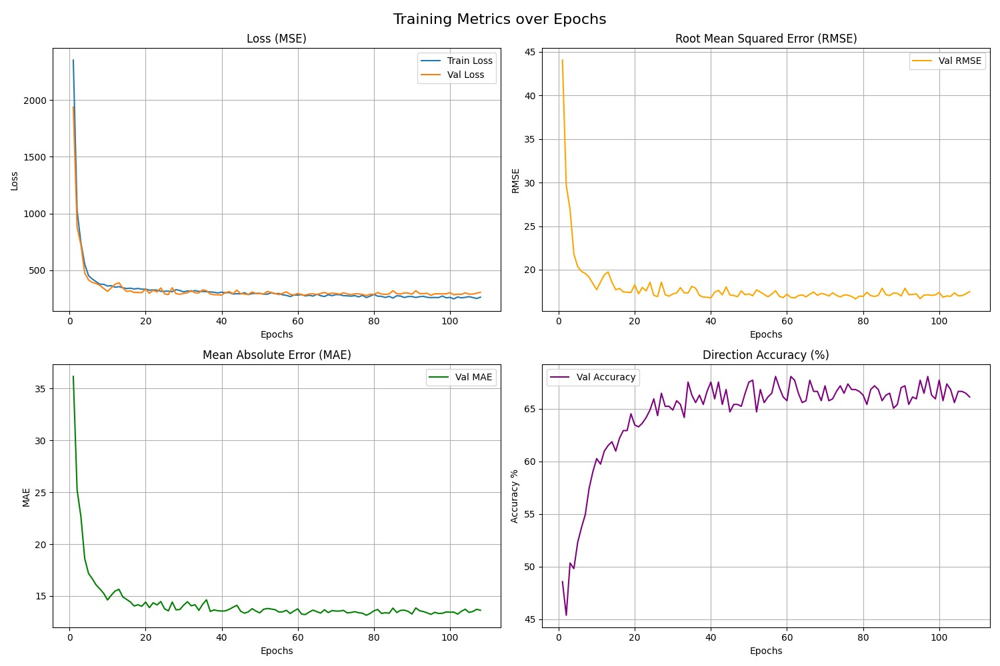 Training Metrics over Epochs
Loss (MSE)
Train Loss
Val Loss
2000
1500
1000
500
Loss
0 20 40 60 80 100
Epochs
Root Mean Squared Error (RMSE)
Val RMSE
45
40
35
30
25
20
RMSE
0 20 40 60 80 100
Epochs
Mean Absolute Error (MAE)
Val MAE
35
30
25
20
15
MAE
0 20 40 60 80 100
Epochs
Direction Accuracy (%)
Val Accuracy
65
60
55
50
45
Accuracy %
0 20 40 60 80 100
Epochs